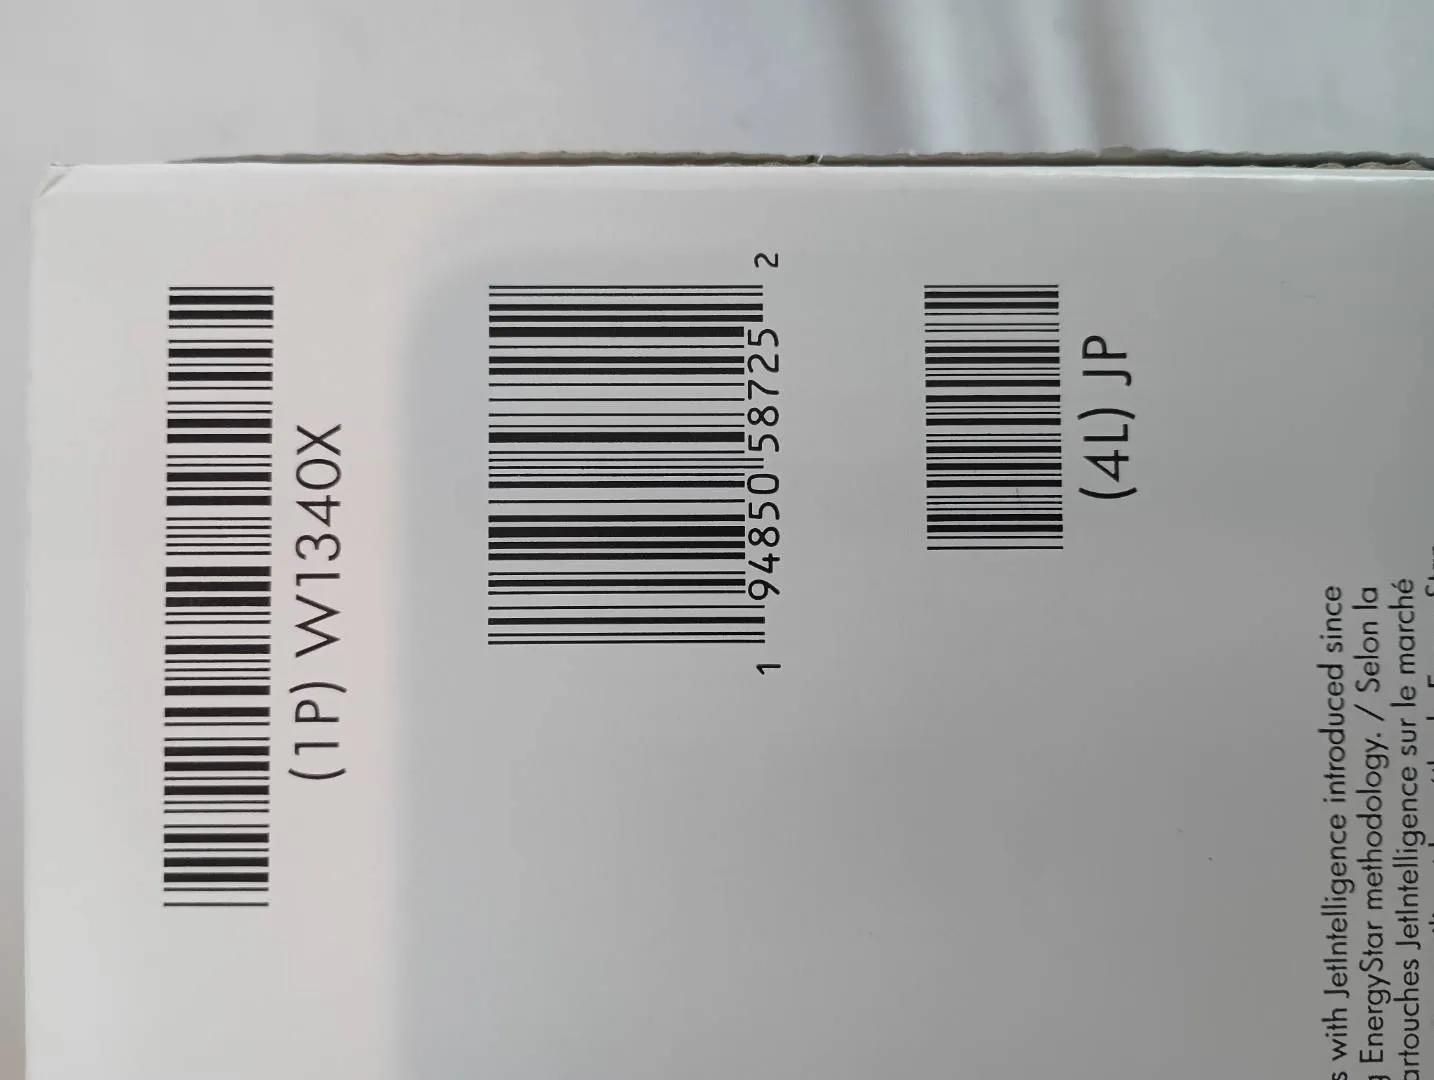 (1P) W1340X
1 94850 58725 2
(4L) JP
with JetIntelligence introduced since
EnergyStar methodology. / Selon la
JetIntelligence sur le marché